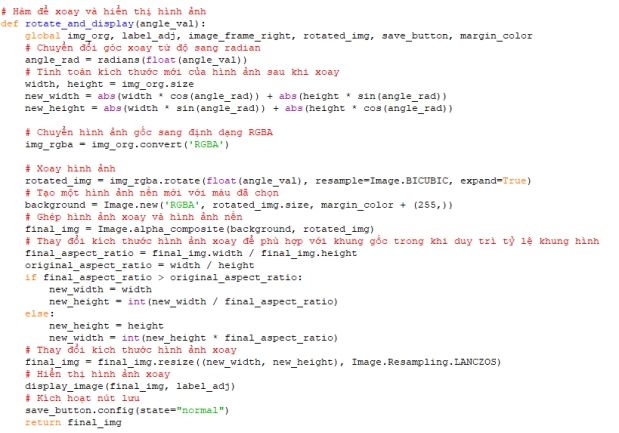 # Hàm để xoay và hiển thị hình ảnh
def rotate_and_display(angle_val):
    global img_org, label_adj, image_frame_right, rotated_img, save_button, margin_color
    # Chuyển đổi góc xoay từ độ sang radian
    angle_rad = radians(float(angle_val))
    # Tính toán kích thước mới của hình ảnh sau khi xoay
    width, height = img_org.size
    new_width = abs(width * cos(angle_rad)) + abs(height * sin(angle_rad))
    new_height = abs(width * sin(angle_rad)) + abs(height * cos(angle_rad))

    # Chuyển hình ảnh gốc sang định dạng RGBA
    img_rgba = img_org.convert('RGBA')

    # Xoay hình ảnh
    rotated_img = img_rgba.rotate(float(angle_val), resample=Image.BICUBIC, expand=True)
    # Tạo một hình ảnh nền mới với màu đã chọn
    background = Image.new('RGBA', rotated_img.size, margin_color + (255,))
    # Ghép hình ảnh xoay và hình ảnh nền
    final_img = Image.alpha_composite(background, rotated_img)
    # Thay đổi kích thước hình ảnh xoay để phù hợp với khung gốc trong khi duy trì tỷ lệ khung hình
    final_aspect_ratio = final_img.width / final_img.height
    original_aspect_ratio = width / height
    if final_aspect_ratio > original_aspect_ratio:
        new_width = width
        new_height = int(new_width / final_aspect_ratio)
    else:
        new_height = height
        new_width = int(new_height * final_aspect_ratio)
    # Thay đổi kích thước hình ảnh xoay
    final_img = final_img.resize((new_width, new_height), Image.Resampling.LANCZOS)
    # Hiển thị hình ảnh xoay
    display_image(final_img, label_adj)
    # Kích hoạt nút lưu
    save_button.config(state="normal")
    return final_img